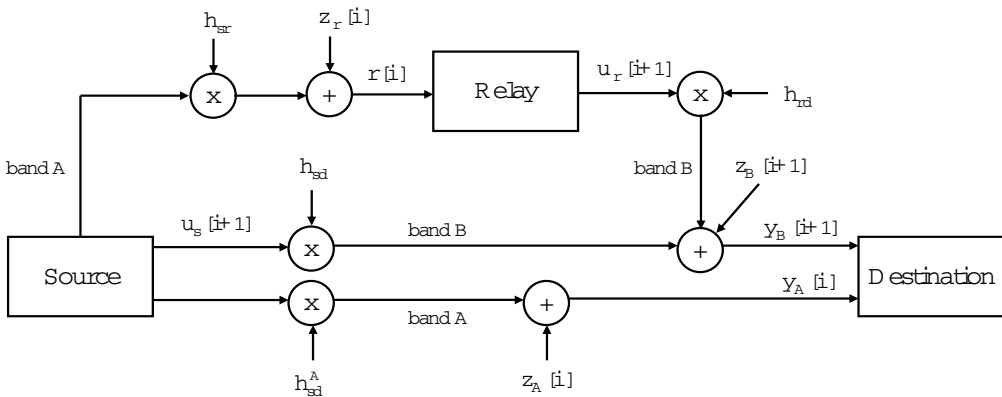 h_sr
z_r [i]
r[i]
Relay
u_r [i+1]
h_rd
band A
h_sd
band B
z_B [i+1]
u_s [i+1]
band B
y_B [i+1]
Source
Destination
y_A [i]
band A
h_sd^A
z_A [i]